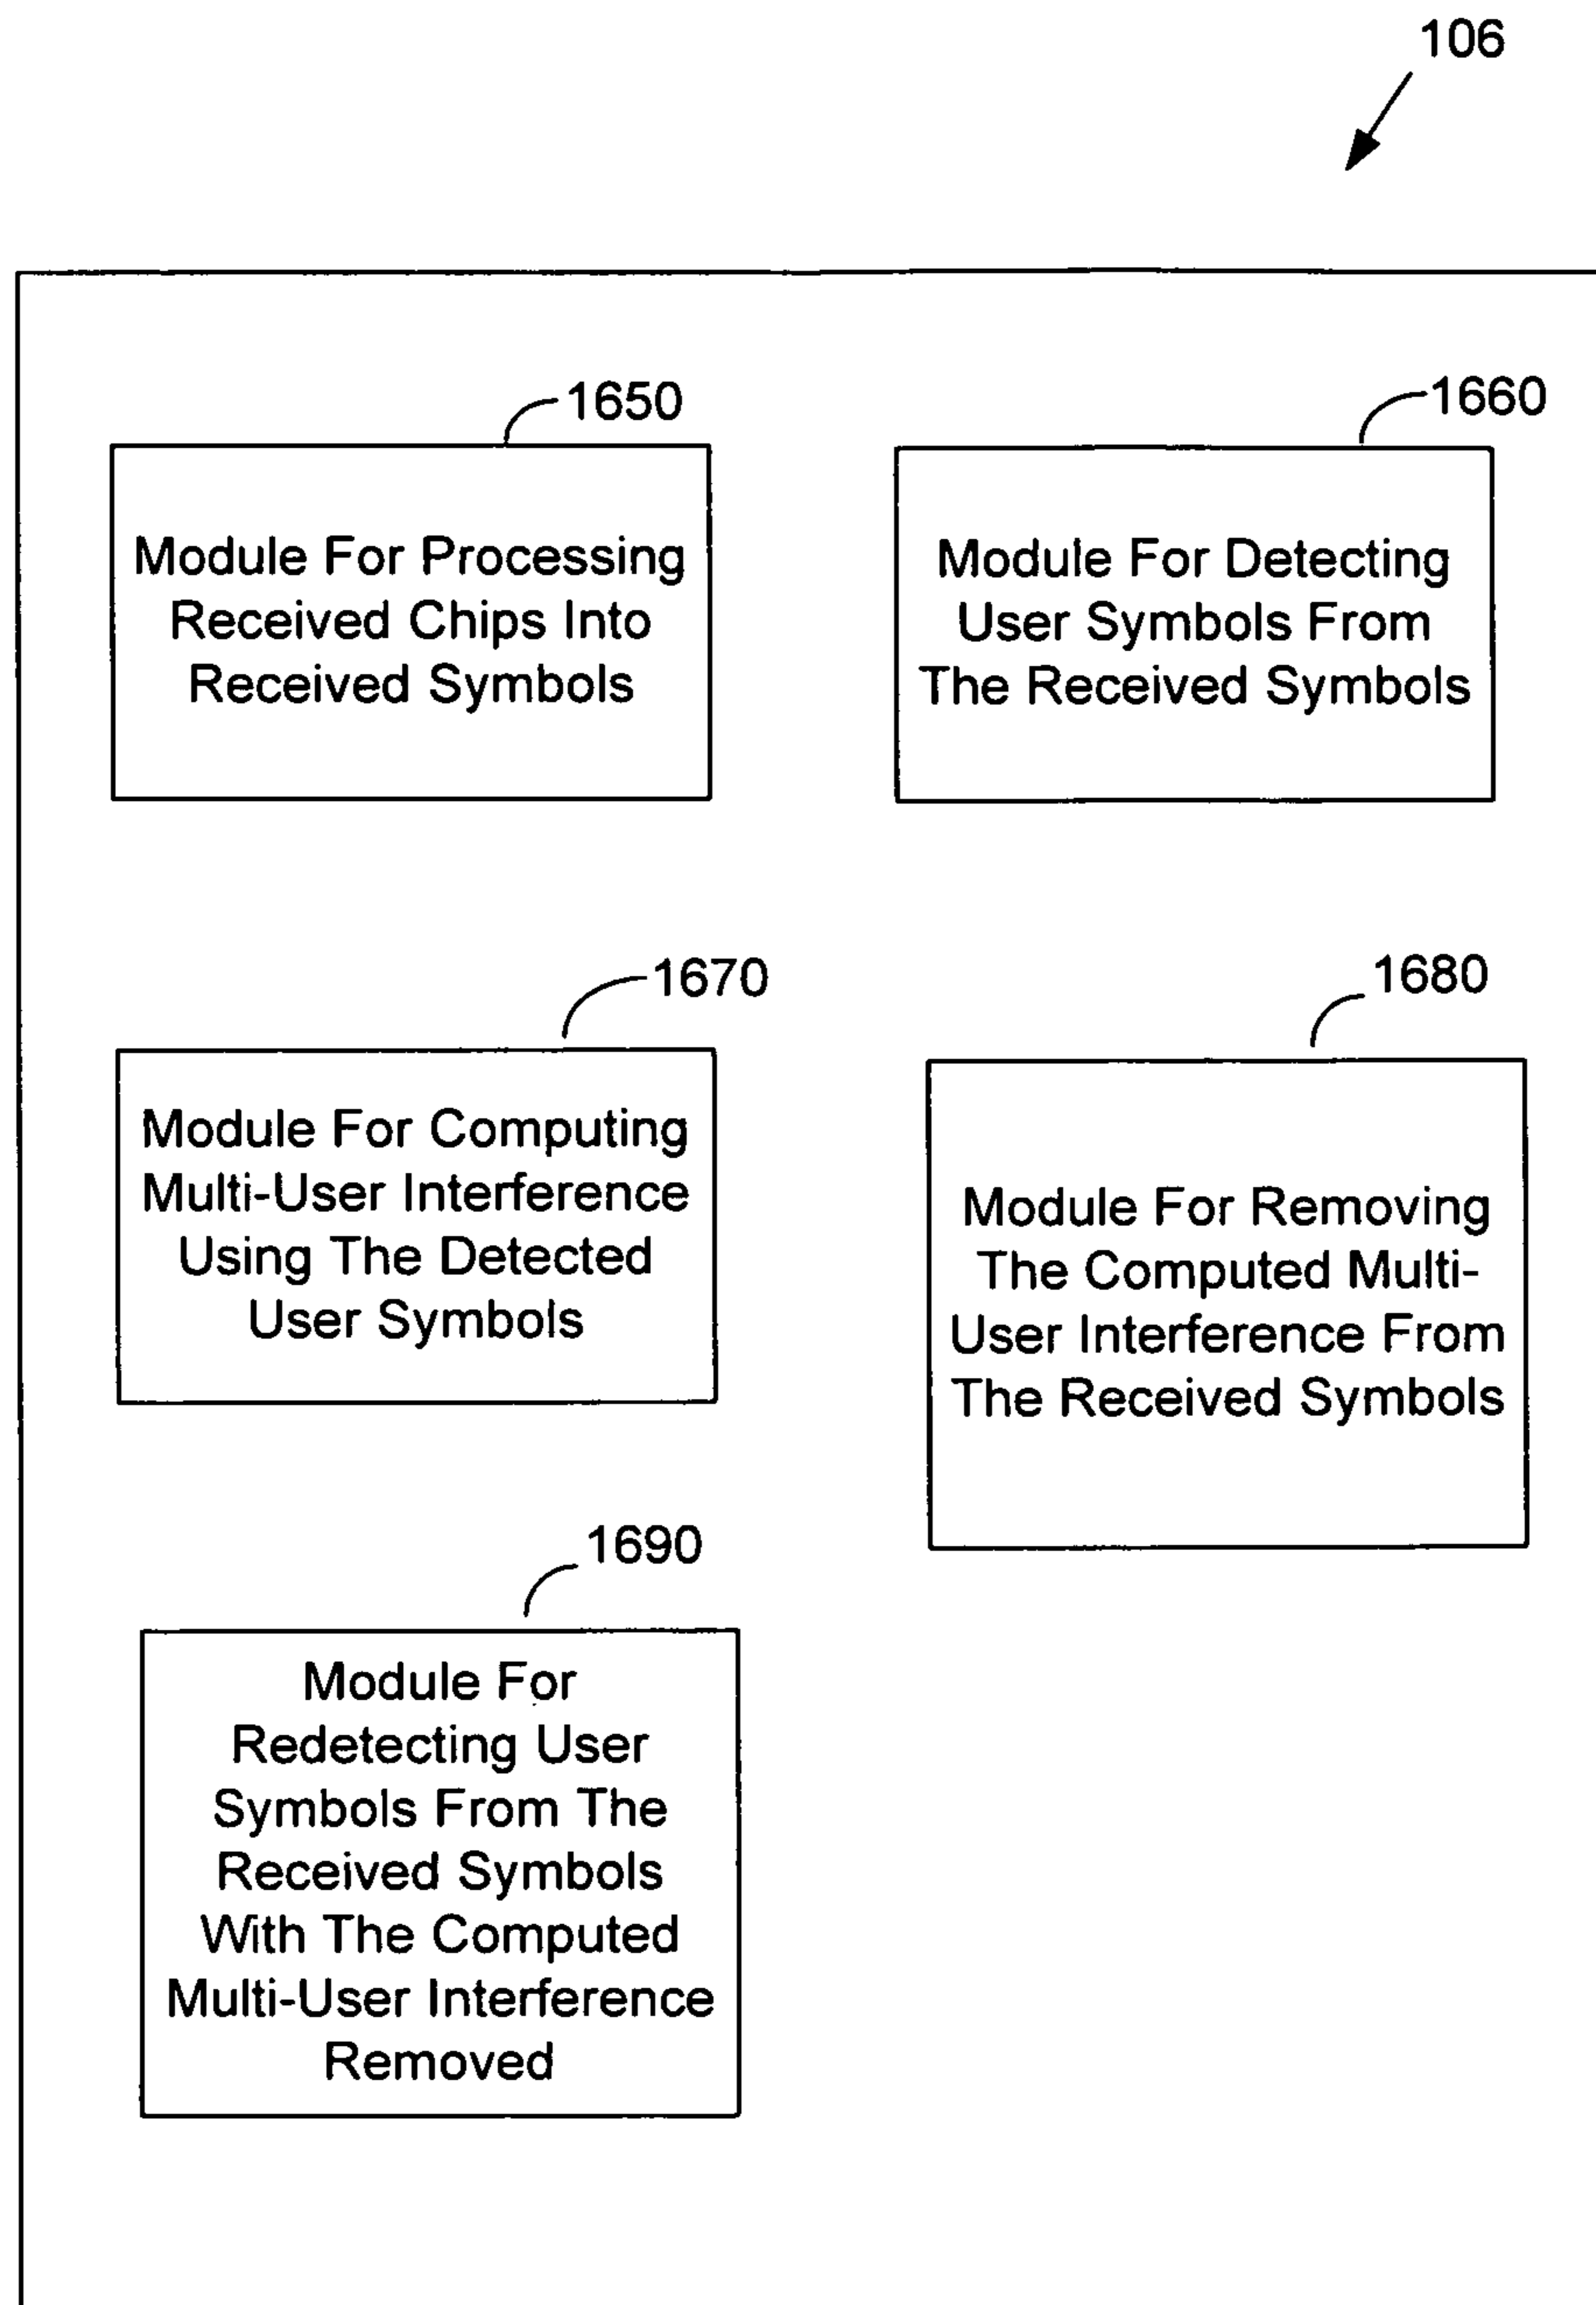 106
1650
Module For Processing
Received Chips Into
Received Symbols
1660
Module For Detecting
User Symbols From
The Received Symbols
1670
Module For Computing
Multi-User Interference
Using The Detected
User Symbols
1680
Module For Removing
The Computed Multi-
User Interference From
The Received Symbols
1690
Module For
Redetecting User
Symbols From The
Received Symbols
With The Computed
Multi-User Interference
Removed